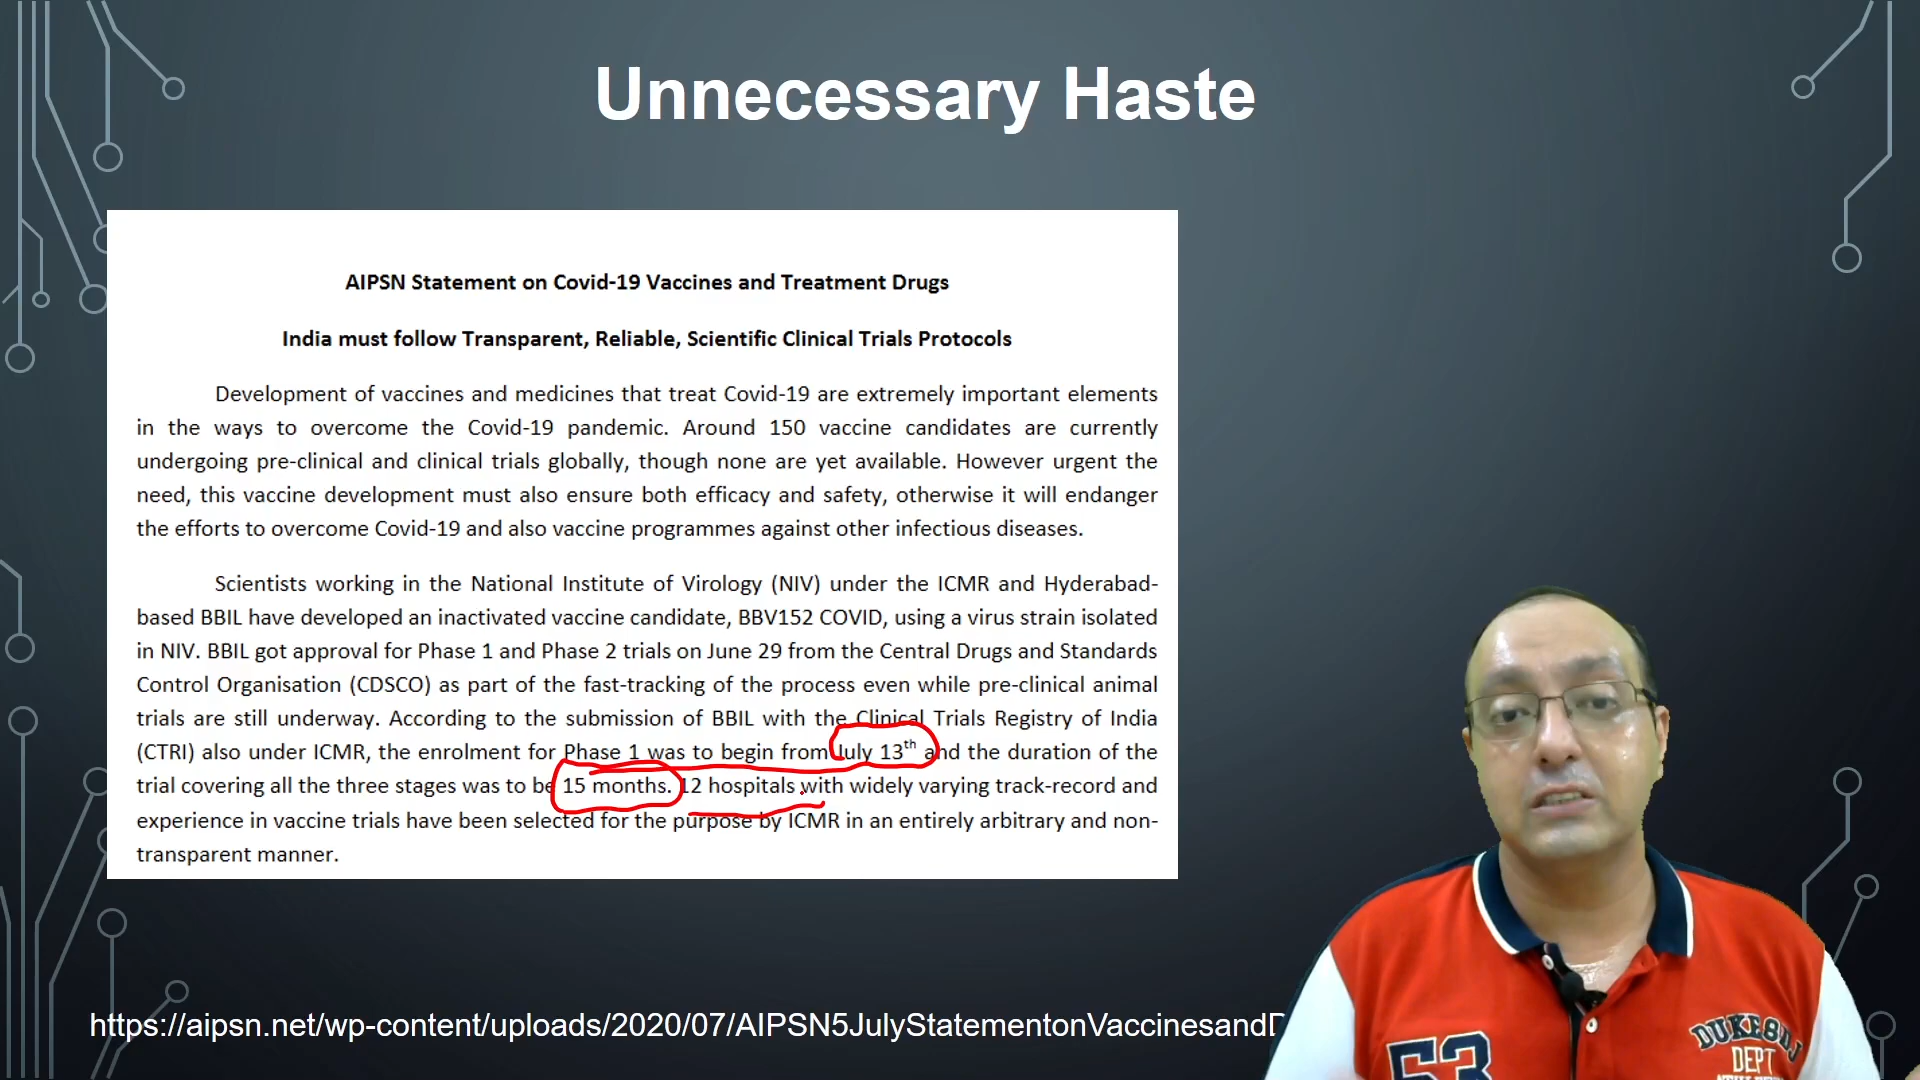 Unnecessary Haste
AIPSN Statement on Covid-19 Vaccines and Treatment Drugs
India must follow Transparent, Reliable, Scientific Clinical Trials Protocols
Development of vaccines and medicines that treat Covid-19 are extremely important elements
in the ways to overcome the Covid-19 pandemic. Around 150 vaccine candidates are currently
undergoing pre-clinical and clinical trials globally, though none are yet available. However urgent the
need, this vaccine development must also ensure both efficacy and safety, otherwise it will endanger
the efforts to overcome Covid-19 and also vaccine programmes against other infectious diseases.
Scientists working in the National Institute of Virology (NIV) under the ICMR and Hyderabad-
based BBIL have developed an inactivated vaccine candidate, BBV152 COVID, using a virus strain isolated
in NIV. BBIL got approval for Phase 1 and Phase 2 trials on June 29 from the Central Drugs and Standards
Control Organisation (CDSCO) as part of the fast-tracking of the process even while pre-clinical animal
trials are still underway. According to the submission of BBIL with the Clinical Trials Registry of India
(CTRI) also under ICMR, the enrolment for Phase 1 was to begin from July 13th and the duration of the
trial covering all the three stages was to be 15 months. 12 hospitals with widely varying track-record and
experience in vaccine trials have been selected for the purpose by ICMR in an entirely arbitrary and non-
transparent manner.
https://aipsn.net/wp-content/uploads/2020/07/AIPSN5JulyStatementonVaccinesand
53
DEPT